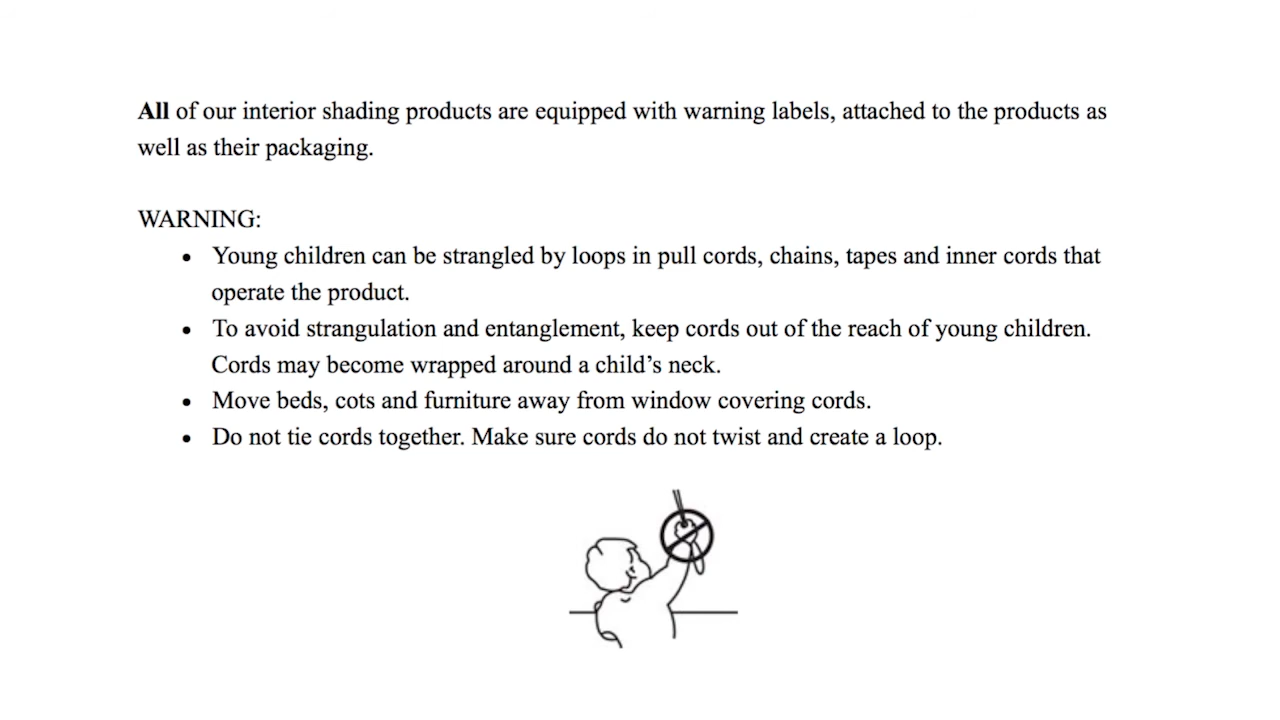 All of our interior shading products are equipped with warning labels, attached to the products as
well as their packaging.
WARNING:
• Young children can be strangled by loops in pull cords, chains, tapes and inner cords that
operate the product.
• To avoid strangulation and entanglement, keep cords out of the reach of young children.
Cords may become wrapped around a child’s neck.
• Move beds, cots and furniture away from window covering cords.
• Do not tie cords together. Make sure cords do not twist and create a loop.